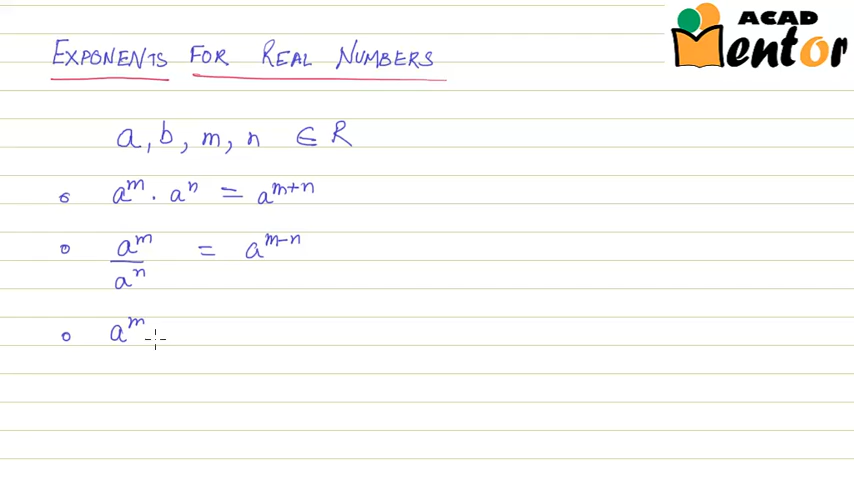 ACAD
mentor
EXPONENTS FOR REAL NUMBERS
a, b, m, n ∈ R
a^m · a^n = a^{m+n}
a^m / a^n = a^{m-n}
a^m